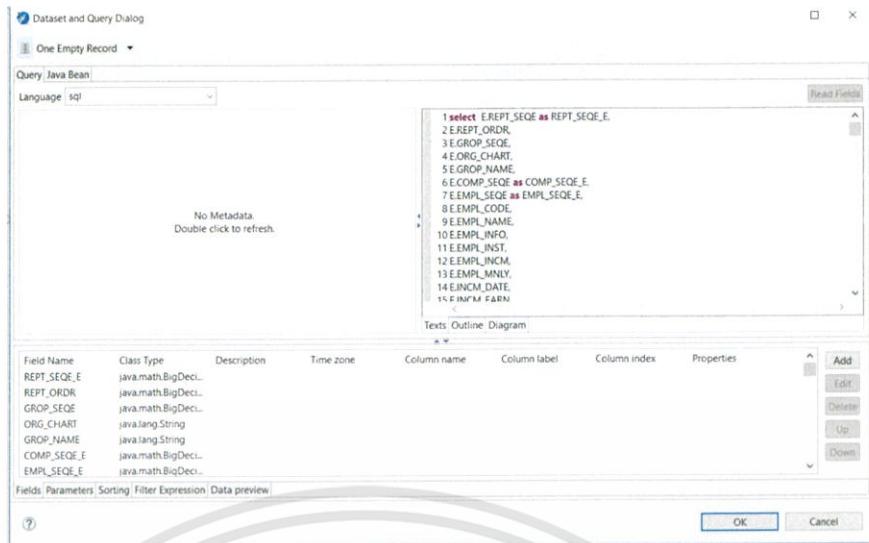 Dataset and Query Dialog
One Empty Record
Query Java Bean
Language sql
Read Fields
No Metadata.
Double click to refresh.
1 select E.REPT_SEQE as REPT_SEQE_E,
2 E.REPT_ORDR,
3 E.GROP_SEQE,
4 E.ORG_CHART,
5 E.GROP_NAME,
6 E.COMP_SEQE as COMP_SEQE_E,
7 E.EMPL_SEQE as EMPL_SEQE_E,
8 E.EMPL_CODE,
9 E.EMPL_NAME,
10 E.EMPL_INFO,
11 E.EMPL_INST,
12 E.EMPL_INCM,
13 E.EMPL_MNLY,
14 E.INCM_DATE,
15 E.INCM_EARN
Texts Outline Diagram
Field Name Class Type Description Time zone Column name Column label Column index Properties
REPT_SEQE_E java.math.BigDeci...
REPT_ORDR java.math.BigDeci...
GROP_SEQE java.math.BigDeci...
ORG_CHART java.lang.String
GROP_NAME java.lang.String
COMP_SEQE_E java.math.BigDeci...
EMPL_SEQE_E java.math.BigDeci...
Add
Edit
Delete
Up
Down
Fields Parameters Sorting Filter Expression Data preview
OK Cancel